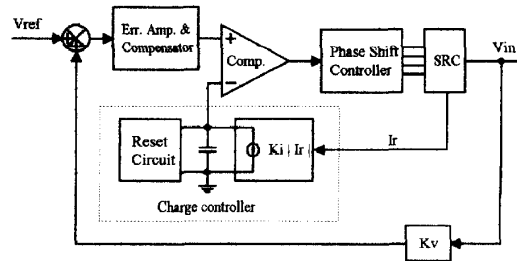 Vref
Err. Amp. &
Compensator
+
Comp.
−
Phase Shift
Controller
SRC
Vin
Reset
Circuit
Ki | Ir |
Ir
Charge controller
Kv